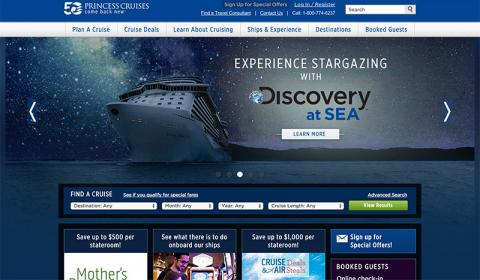 50 PRINCESS CRUISES
come back new
Sign Up for Special Offers
Log In / Register
Find a Travel Consultant | Contact Us | Call: 1-800-774-6237
Search
Plan A Cruise
Cruise Deals
Learn About Cruising
Ships & Experience
Destinations
Booked Guests
EXPERIENCE STARGAZING
WITH
Discovery
at SEA
LEARN MORE
FIND A CRUISE
See if you qualify for special fares
Advanced Search
Destination: Any
Month: Any
Year: Any
Cruise Length: Any
View Results
Save up to $500 per
stateroom!
Mother's
See what there is to do
onboard our ships
Save up to $1,000 per
stateroom!
CRUISE Deals
& AIR Steals
Sign up for
Special Offers!
BOOKED GUESTS
Online check-in,